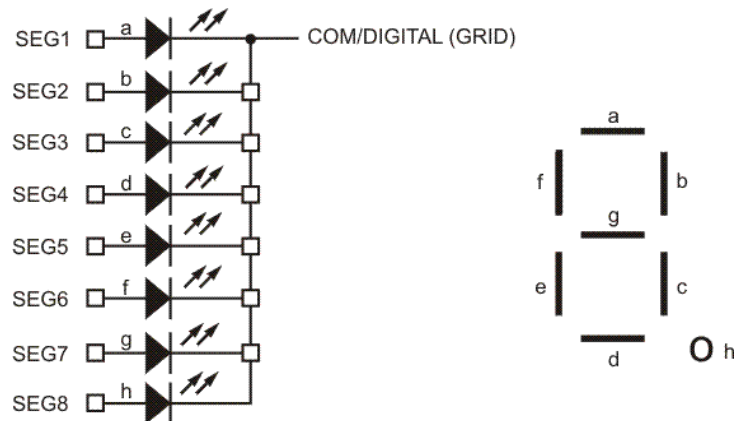 SEG1 a COM/DIGITAL (GRID)
SEG2 b
SEG3 c
SEG4 d
SEG5 e
SEG6 f
SEG7 g
SEG8 h
a
f b
g
e c
d h